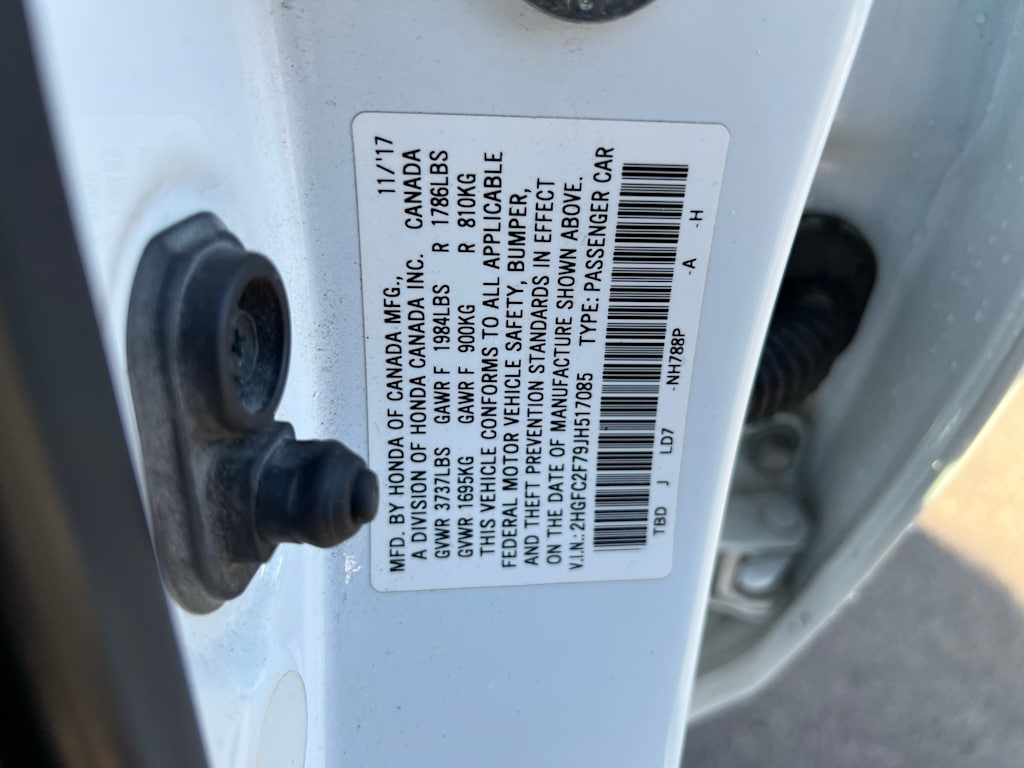 MFD. BY HONDA OF CANADA MFG., 11/'17
A DIVISION OF HONDA CANADA INC. CANADA
GVWR 3737LBS GAWR F 1984LBS R 1786LBS
GVWR 1695KG GAWR F 900KG R 810KG
THIS VEHICLE CONFORMS TO ALL APPLICABLE
FEDERAL MOTOR VEHICLE SAFETY, BUMPER,
AND THEFT PREVENTION STANDARDS IN EFFECT
ON THE DATE OF MANUFACTURE SHOWN ABOVE.
V.I.N.: 2HGFC2F79JH517085 TYPE: PASSENGER CAR
TBD J LD7 -NH788P -A -H